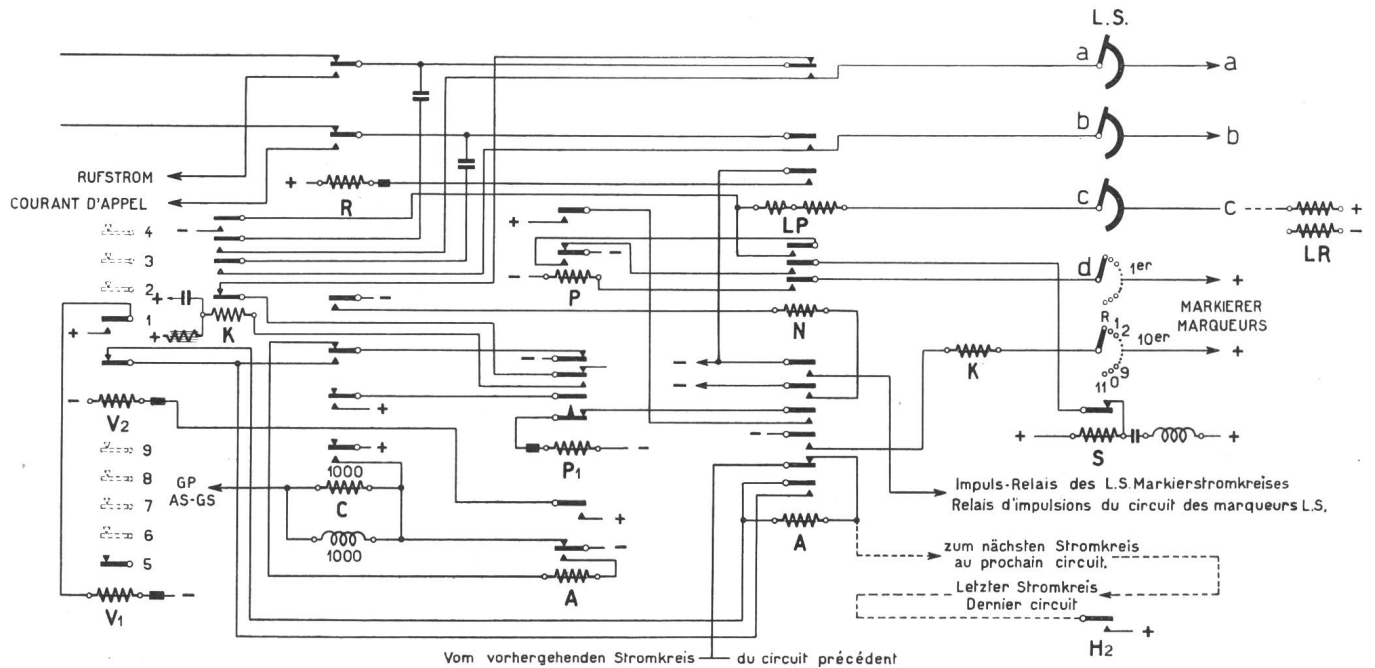 L.S.
a
a
b
b
RUFSTROM
COURANT D'APPEL
+
R
c
C
+
-
LR
4
3
2
1
-
+
LP
-
-
P
d
1er
+
MARKIERER
MARQUEURS
R
1 2
10er
+
11 0 9
+
+
+
K
-
N
K
-
-
-
-
+
-
V2
+
+
S
+
-
P1
9
8
7
6
5
GP
AS-GS
1000
C
1000
+
-
A
-
A
V1
-
Impuls-Relais des L.S. Markierstromkreises
Relais d'impulsions du circuit des marqueurs L.S.
zum nächsten Stromkreis
au prochain circuit.
Letzter Stromkreis
Dernier circuit
+
H2
Vom vorhergehenden Stromkreis du circuit précédent